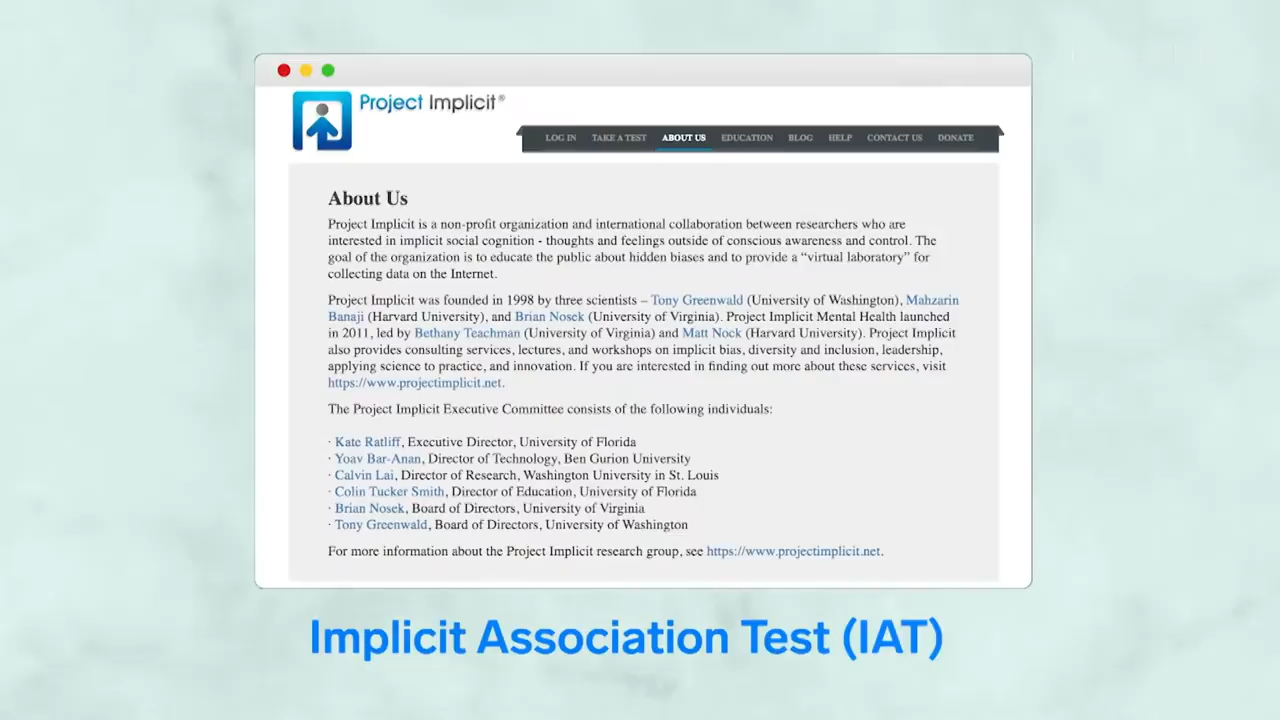 Project Implicit®
LOG IN TAKE A TEST ABOUT US EDUCATION BLOG HELP CONTACT US DONATE
About Us
Project Implicit is a non-profit organization and international collaboration between researchers who are
interested in implicit social cognition - thoughts and feelings outside of conscious awareness and control. The
goal of the organization is to educate the public about hidden biases and to provide a “virtual laboratory” for
collecting data on the Internet.
Project Implicit was founded in 1998 by three scientists – Tony Greenwald (University of Washington), Mahzarin
Banaji (Harvard University), and Brian Nosek (University of Virginia). Project Implicit Mental Health launched
in 2011, led by Bethany Teachman (University of Virginia) and Matt Nock (Harvard University). Project Implicit
also provides consulting services, lectures, and workshops on implicit bias, diversity and inclusion, leadership,
applying science to practice, and innovation. If you are interested in finding out more about these services, visit
https://www.projectimplicit.net.
The Project Implicit Executive Committee consists of the following individuals:
· Kate Ratliff, Executive Director, University of Florida
· Yoav Bar-Anan, Director of Technology, Ben Gurion University
· Calvin Lai, Director of Research, Washington University in St. Louis
· Colin Tucker Smith, Director of Education, University of Florida
· Brian Nosek, Board of Directors, University of Virginia
· Tony Greenwald, Board of Directors, University of Washington
For more information about the Project Implicit research group, see https://www.projectimplicit.net.
Implicit Association Test (IAT)